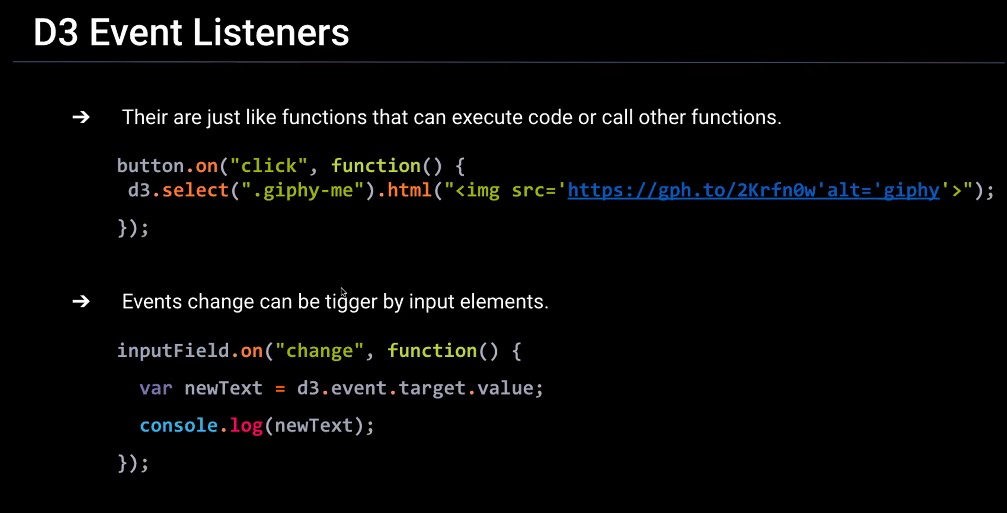 D3 Event Listeners
➔ Their are just like functions that can execute code or call other functions.
button.on("click", function() {
d3.select(".giphy-me").html("<img src='https://gph.to/2Krfn0w'alt='giphy'>");
});
➔ Events change can be tigger by input elements.
inputField.on("change", function() {
var newText = d3.event.target.value;
console.log(newText);
});